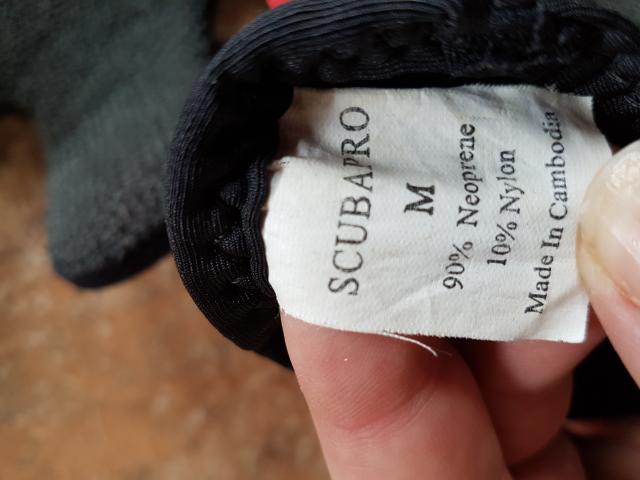 SCUBAPRO
M
90% Neoprene
10% Nylon
Made In Cambodia